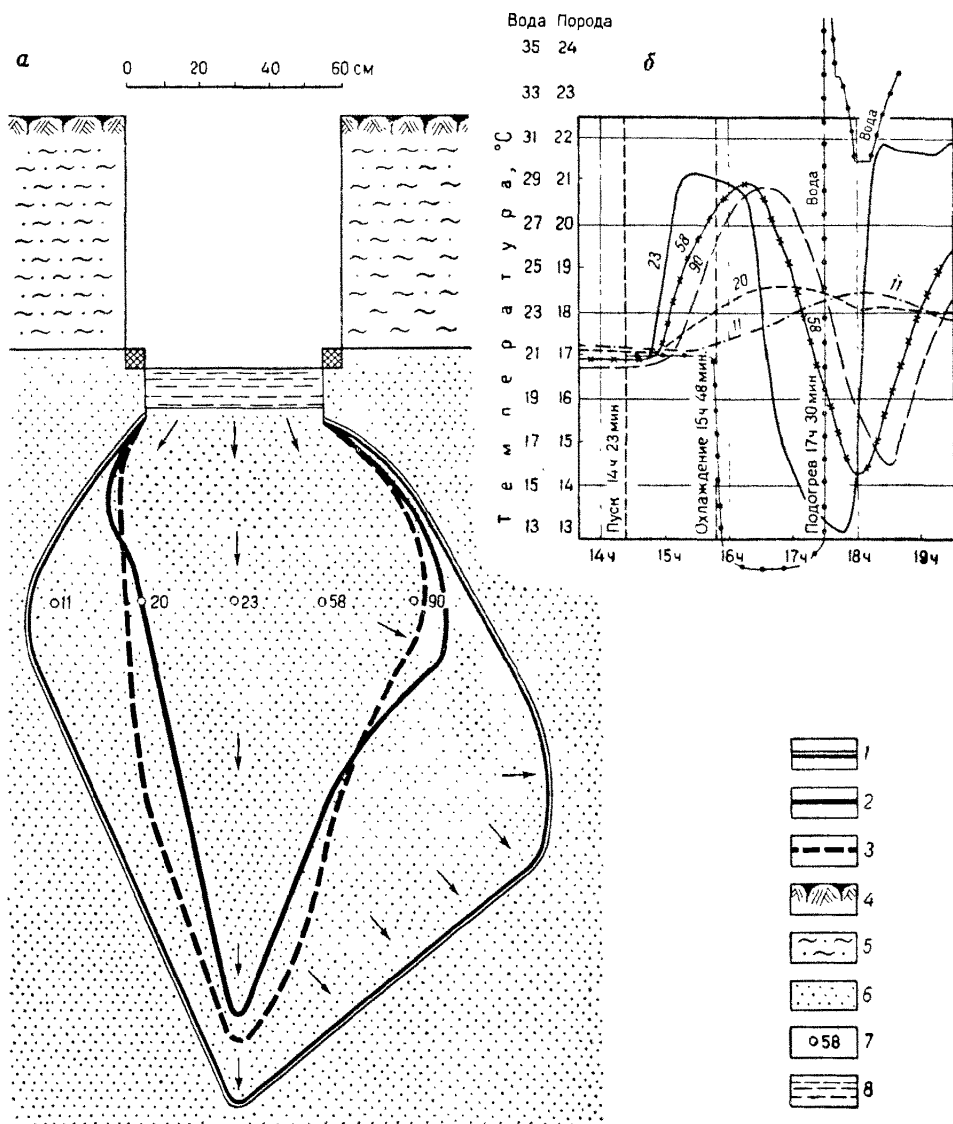 а
0 20 40 60 см
11 20 23 58 90
б
Вода Порода
35 24
33 23
31 22
29 21
27 20
25 19
23 18
21 17
19 16
17 15
15 14
13 13
Температура, °С
14ч 15ч 16ч 17ч 18ч 19ч
Пуск 14ч 23мин
Охлаждение 15ч 48мин
Подогрев 17ч 30мин
Вода
Вода
23
58
90
20
11
58
11
1
2
3
4
5
6
58 7
8